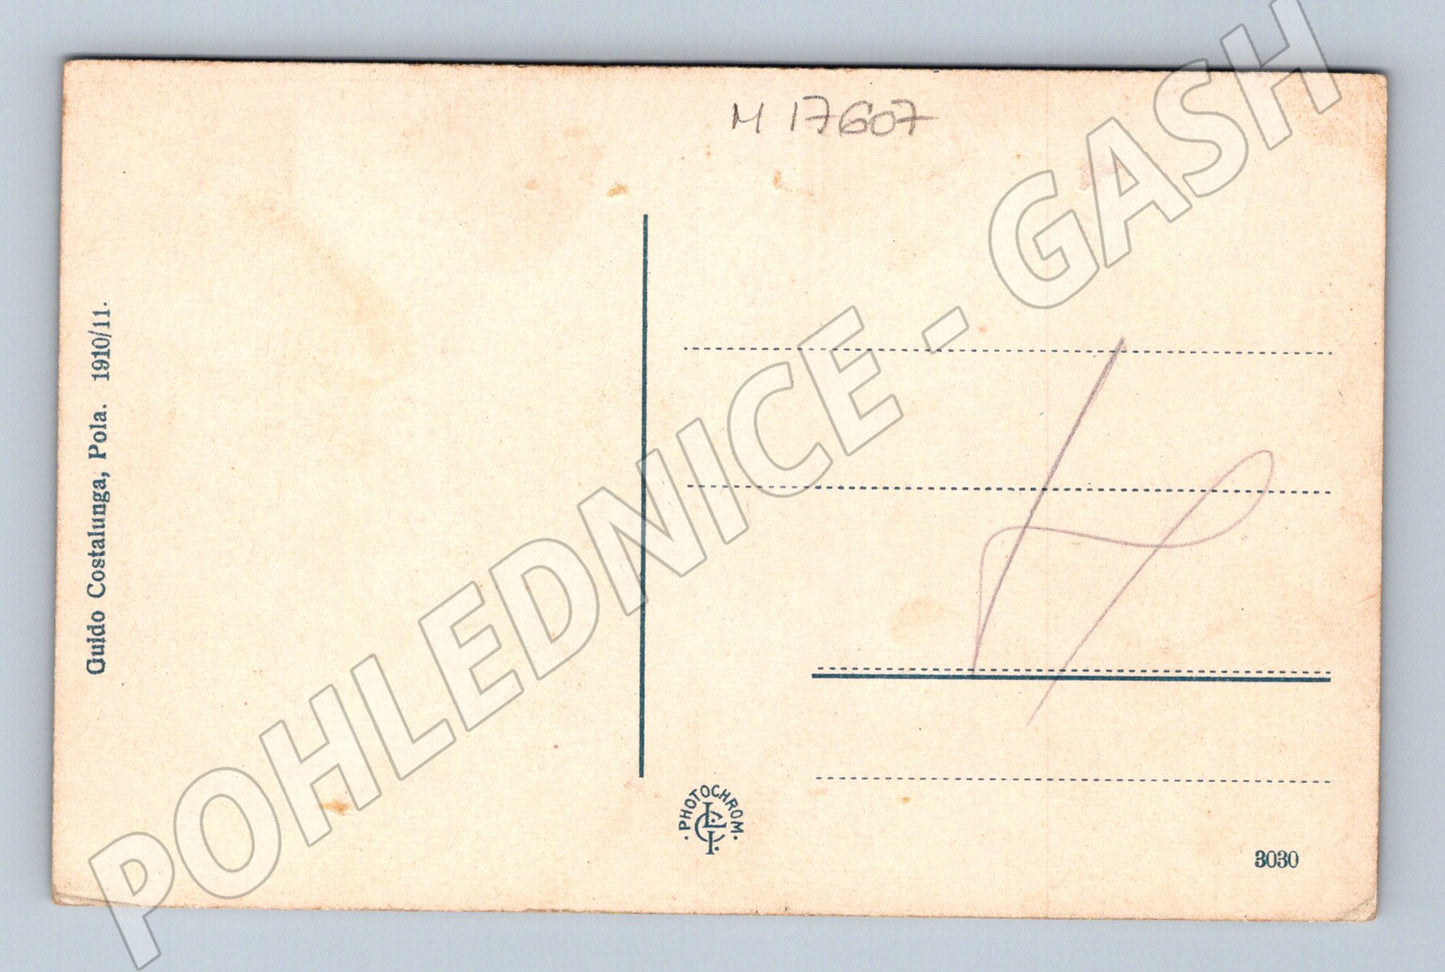 M 17607
Guido Costalunga, Pola. 1910/11.
POHLEDNICE - GASH
· PHOTOCHROM ·
3030